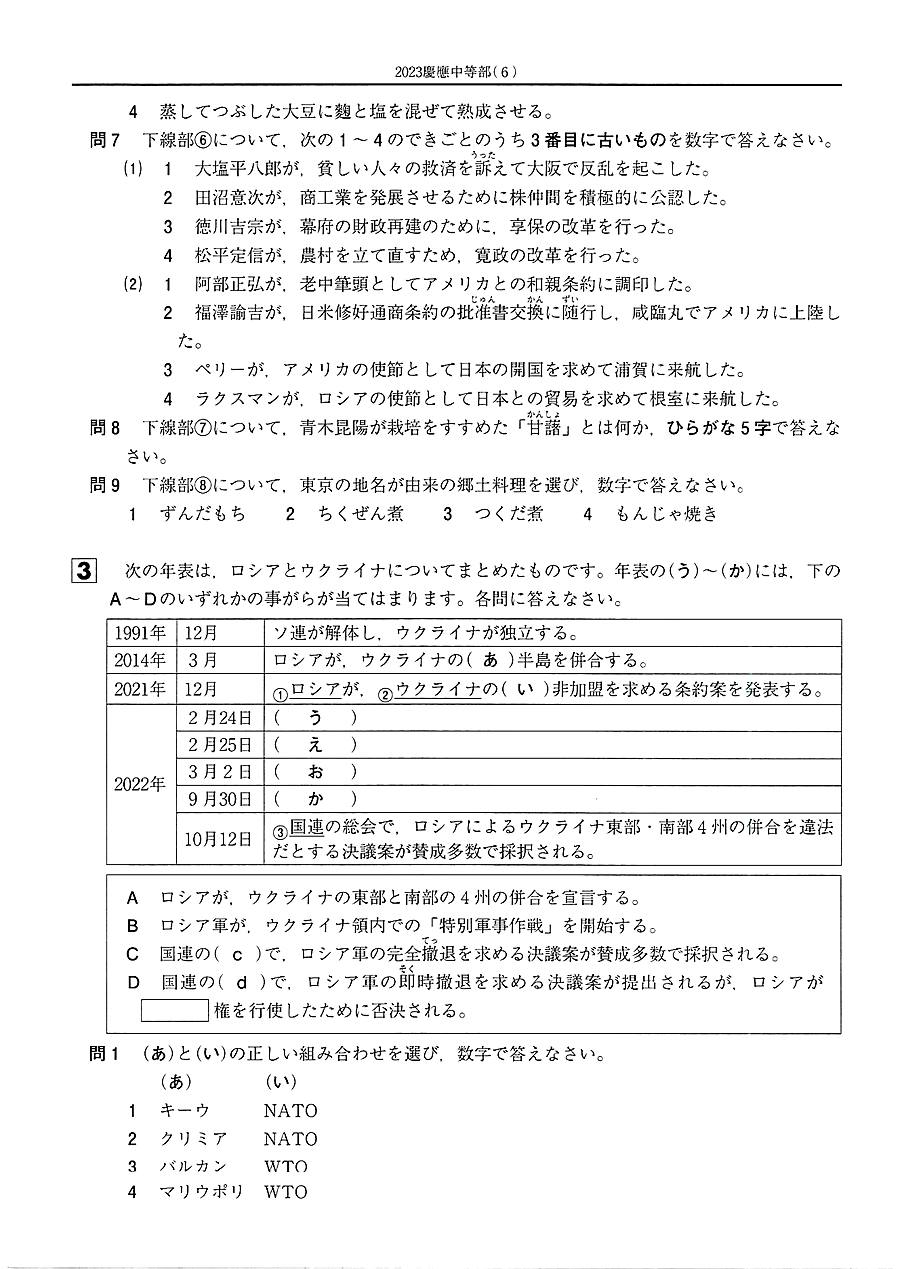 2023慶應中等部(6)
4 蒸してつぶした大豆に麴と塩を混ぜて熟成させる。
問7 下線部⑥について，次の1～4のできごとのうち3番目に古いものを数字で答えなさい。
(1) 1 大塩平八郎が，貧しい人々の救済を訴えて大阪で反乱を起こした。
2 田沼意次が，商工業を発展させるために株仲間を積極的に公認した。
3 徳川吉宗が，幕府の財政再建のために，享保の改革を行った。
4 松平定信が，農村を立て直すため，寛政の改革を行った。
(2) 1 阿部正弘が，老中筆頭としてアメリカとの和親条約に調印した。
2 福澤諭吉が，日米修好通商条約の批准書交換に随行し，咸臨丸でアメリカに上陸し
た。
3 ペリーが，アメリカの使節として日本の開国を求めて浦賀に来航した。
4 ラクスマンが，ロシアの使節として日本との貿易を求めて根室に来航した。
問8 下線部⑦について，青木昆陽が栽培をすすめた「甘藷」とは何か，ひらがな5字で答えな
さい。
問9 下線部⑧について，東京の地名が由来の郷土料理を選び，数字で答えなさい。
1 ずんだもち 2 ちくぜん煮 3 つくだ煮 4 もんじゃ焼き
3 次の年表は，ロシアとウクライナについてまとめたものです。年表の(う)～(か)には，下の
A～Dのいずれかの事がらが当てはまります。各問に答えなさい。
1991年 12月 ソ連が解体し，ウクライナが独立する。
2014年 3月 ロシアが，ウクライナの(あ)半島を併合する。
2021年 12月 ①ロシアが，②ウクライナの(い)非加盟を求める条約案を発表する。
2022年 2月24日 (う)
2月25日 (え)
3月2日 (お)
9月30日 (か)
10月12日 ③国連の総会で，ロシアによるウクライナ東部・南部4州の併合を違法
だとする決議案が賛成多数で採択される。
A ロシアが，ウクライナの東部と南部の4州の併合を宣言する。
B ロシア軍が，ウクライナ領内での「特別軍事作戦」を開始する。
C 国連の(c)で，ロシア軍の完全撤退を求める決議案が賛成多数で採択される。
D 国連の(d)で，ロシア軍の即時撤退を求める決議案が提出されるが，ロシアが
権を行使したために否決される。
問1 (あ)と(い)の正しい組み合わせを選び，数字で答えなさい。
(あ) (い)
1 キーウ NATO
2 クリミア NATO
3 バルカン WTO
4 マリウポリ WTO